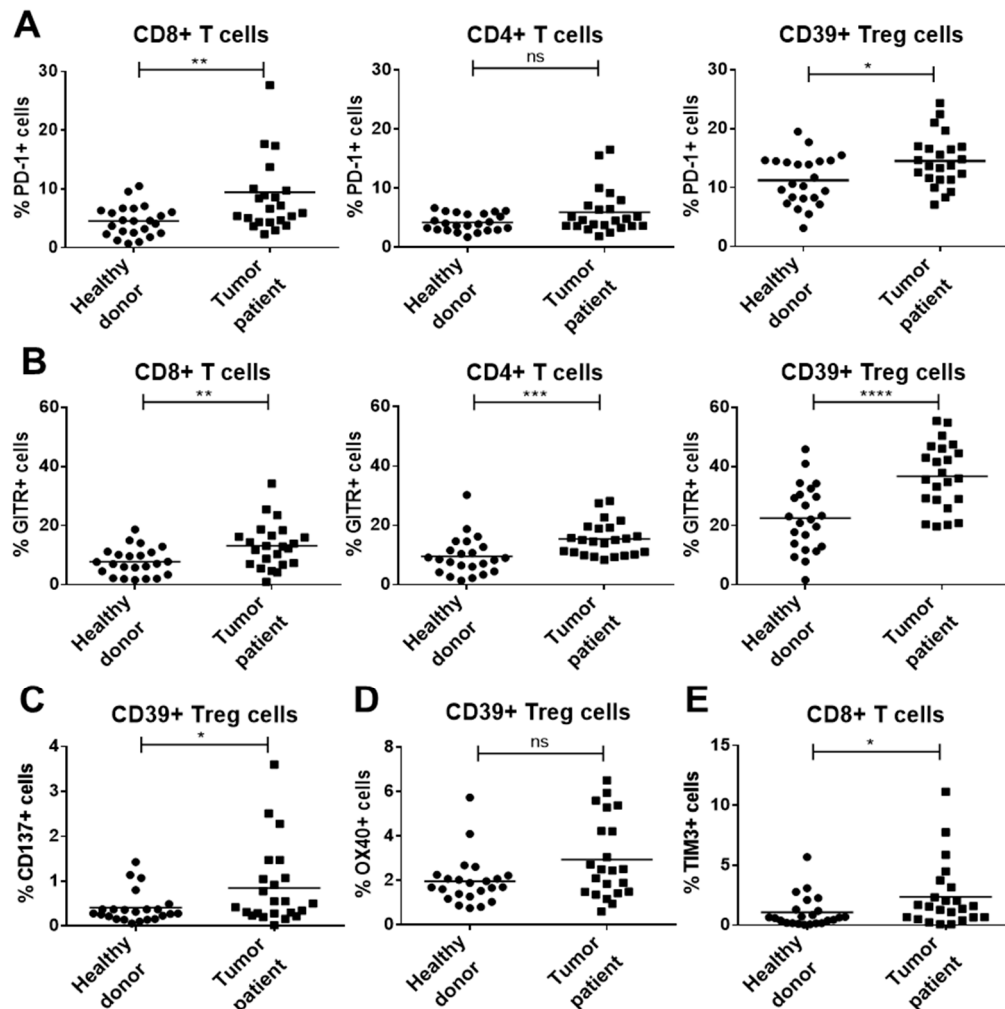 A
CD8+ T cells
**
% PD-1+ cells
30
20
10
0
Healthy donor
Tumor patient
CD4+ T cells
ns
% PD-1+ cells
30
20
10
0
Healthy donor
Tumor patient
CD39+ Treg cells
*
% PD-1+ cells
30
20
10
0
Healthy donor
Tumor patient
B
CD8+ T cells
**
% GITR+ cells
60
40
20
0
Healthy donor
Tumor patient
CD4+ T cells
***
% GITR+ cells
60
40
20
0
Healthy donor
Tumor patient
CD39+ Treg cells
****
% GITR+ cells
60
40
20
0
Healthy donor
Tumor patient
C
CD39+ Treg cells
*
% CD137+ cells
4
3
2
1
0
Healthy donor
Tumor patient
D
CD39+ Treg cells
ns
% OX40+ cells
8
6
4
2
0
Healthy donor
Tumor patient
E
CD8+ T cells
*
% TIM3+ cells
15
10
5
0
Healthy donor
Tumor patient